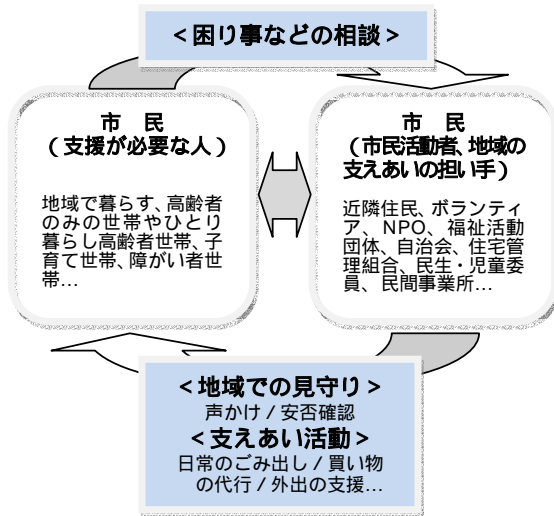 ＜困り事などの相談＞
市　民
（支援が必要な人）
地域で暮らす、高齢者
のみの世帯やひとり
暮らし高齢者世帯、子
育て世帯、障がい者世
帯…
市　民
（市民活動者、地域の
支えあいの担い手）
近隣住民、ボランティ
ア、NPO、福祉活動
団体、自治会、住宅管
理組合、民生・児童委
員、民間事業所…
＜地域での見守り＞
声かけ / 安否確認
＜支えあい活動＞
日常のごみ出し / 買い物
の代行 / 外出の支援…